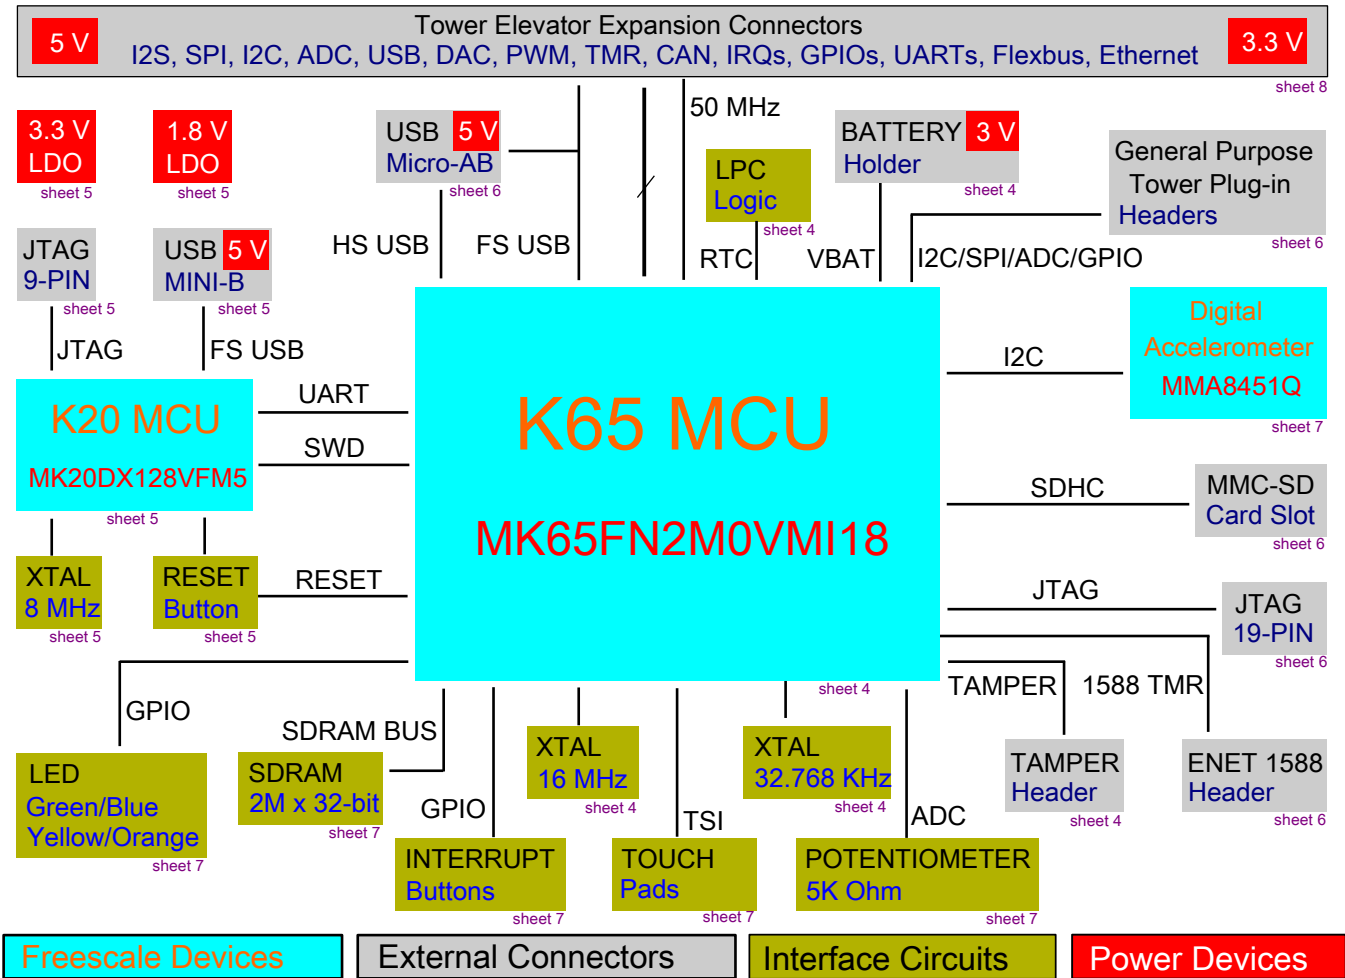 Tower Elevator Expansion Connectors
5 V
I2S, SPI, I2C, ADC, USB, DAC, PWM, TMR, CAN, IRQs, GPIOs, UARTs, Flexbus, Ethernet
3.3 V
sheet 8
3.3 V
LDO
sheet 5
1.8 V
LDO
sheet 5
USB 5 V
Micro-AB
sheet 6
50 MHz
LPC
Logic
sheet 4
BATTERY 3 V
Holder
sheet 4
General Purpose
Tower Plug-in
Headers
sheet 6
JTAG
9-PIN
sheet 5
USB 5 V
MINI-B
sheet 5
HS USB
FS USB
RTC
VBAT
I2C/SPI/ADC/GPIO
JTAG
FS USB
K20 MCU
MK20DX128VFM5
sheet 5
UART
SWD
K65 MCU
MK65FN2M0VMI18
sheet 4
I2C
Digital
Accelerometer
MMA8451Q
sheet 7
SDHC
MMC-SD
Card Slot
sheet 6
XTAL
8 MHz
sheet 5
RESET
Button
sheet 5
RESET
JTAG
JTAG
19-PIN
sheet 6
GPIO
LED
Green/Blue
Yellow/Orange
sheet 7
SDRAM BUS
SDRAM
2M x 32-bit
sheet 7
GPIO
INTERRUPT
Buttons
sheet 7
XTAL
16 MHz
sheet 4
TSI
TOUCH
Pads
sheet 7
XTAL
32.768 KHz
sheet 4
ADC
POTENTIOMETER
5K Ohm
sheet 7
TAMPER
TAMPER
Header
sheet 4
1588 TMR
ENET 1588
Header
sheet 6
Freescale Devices
External Connectors
Interface Circuits
Power Devices